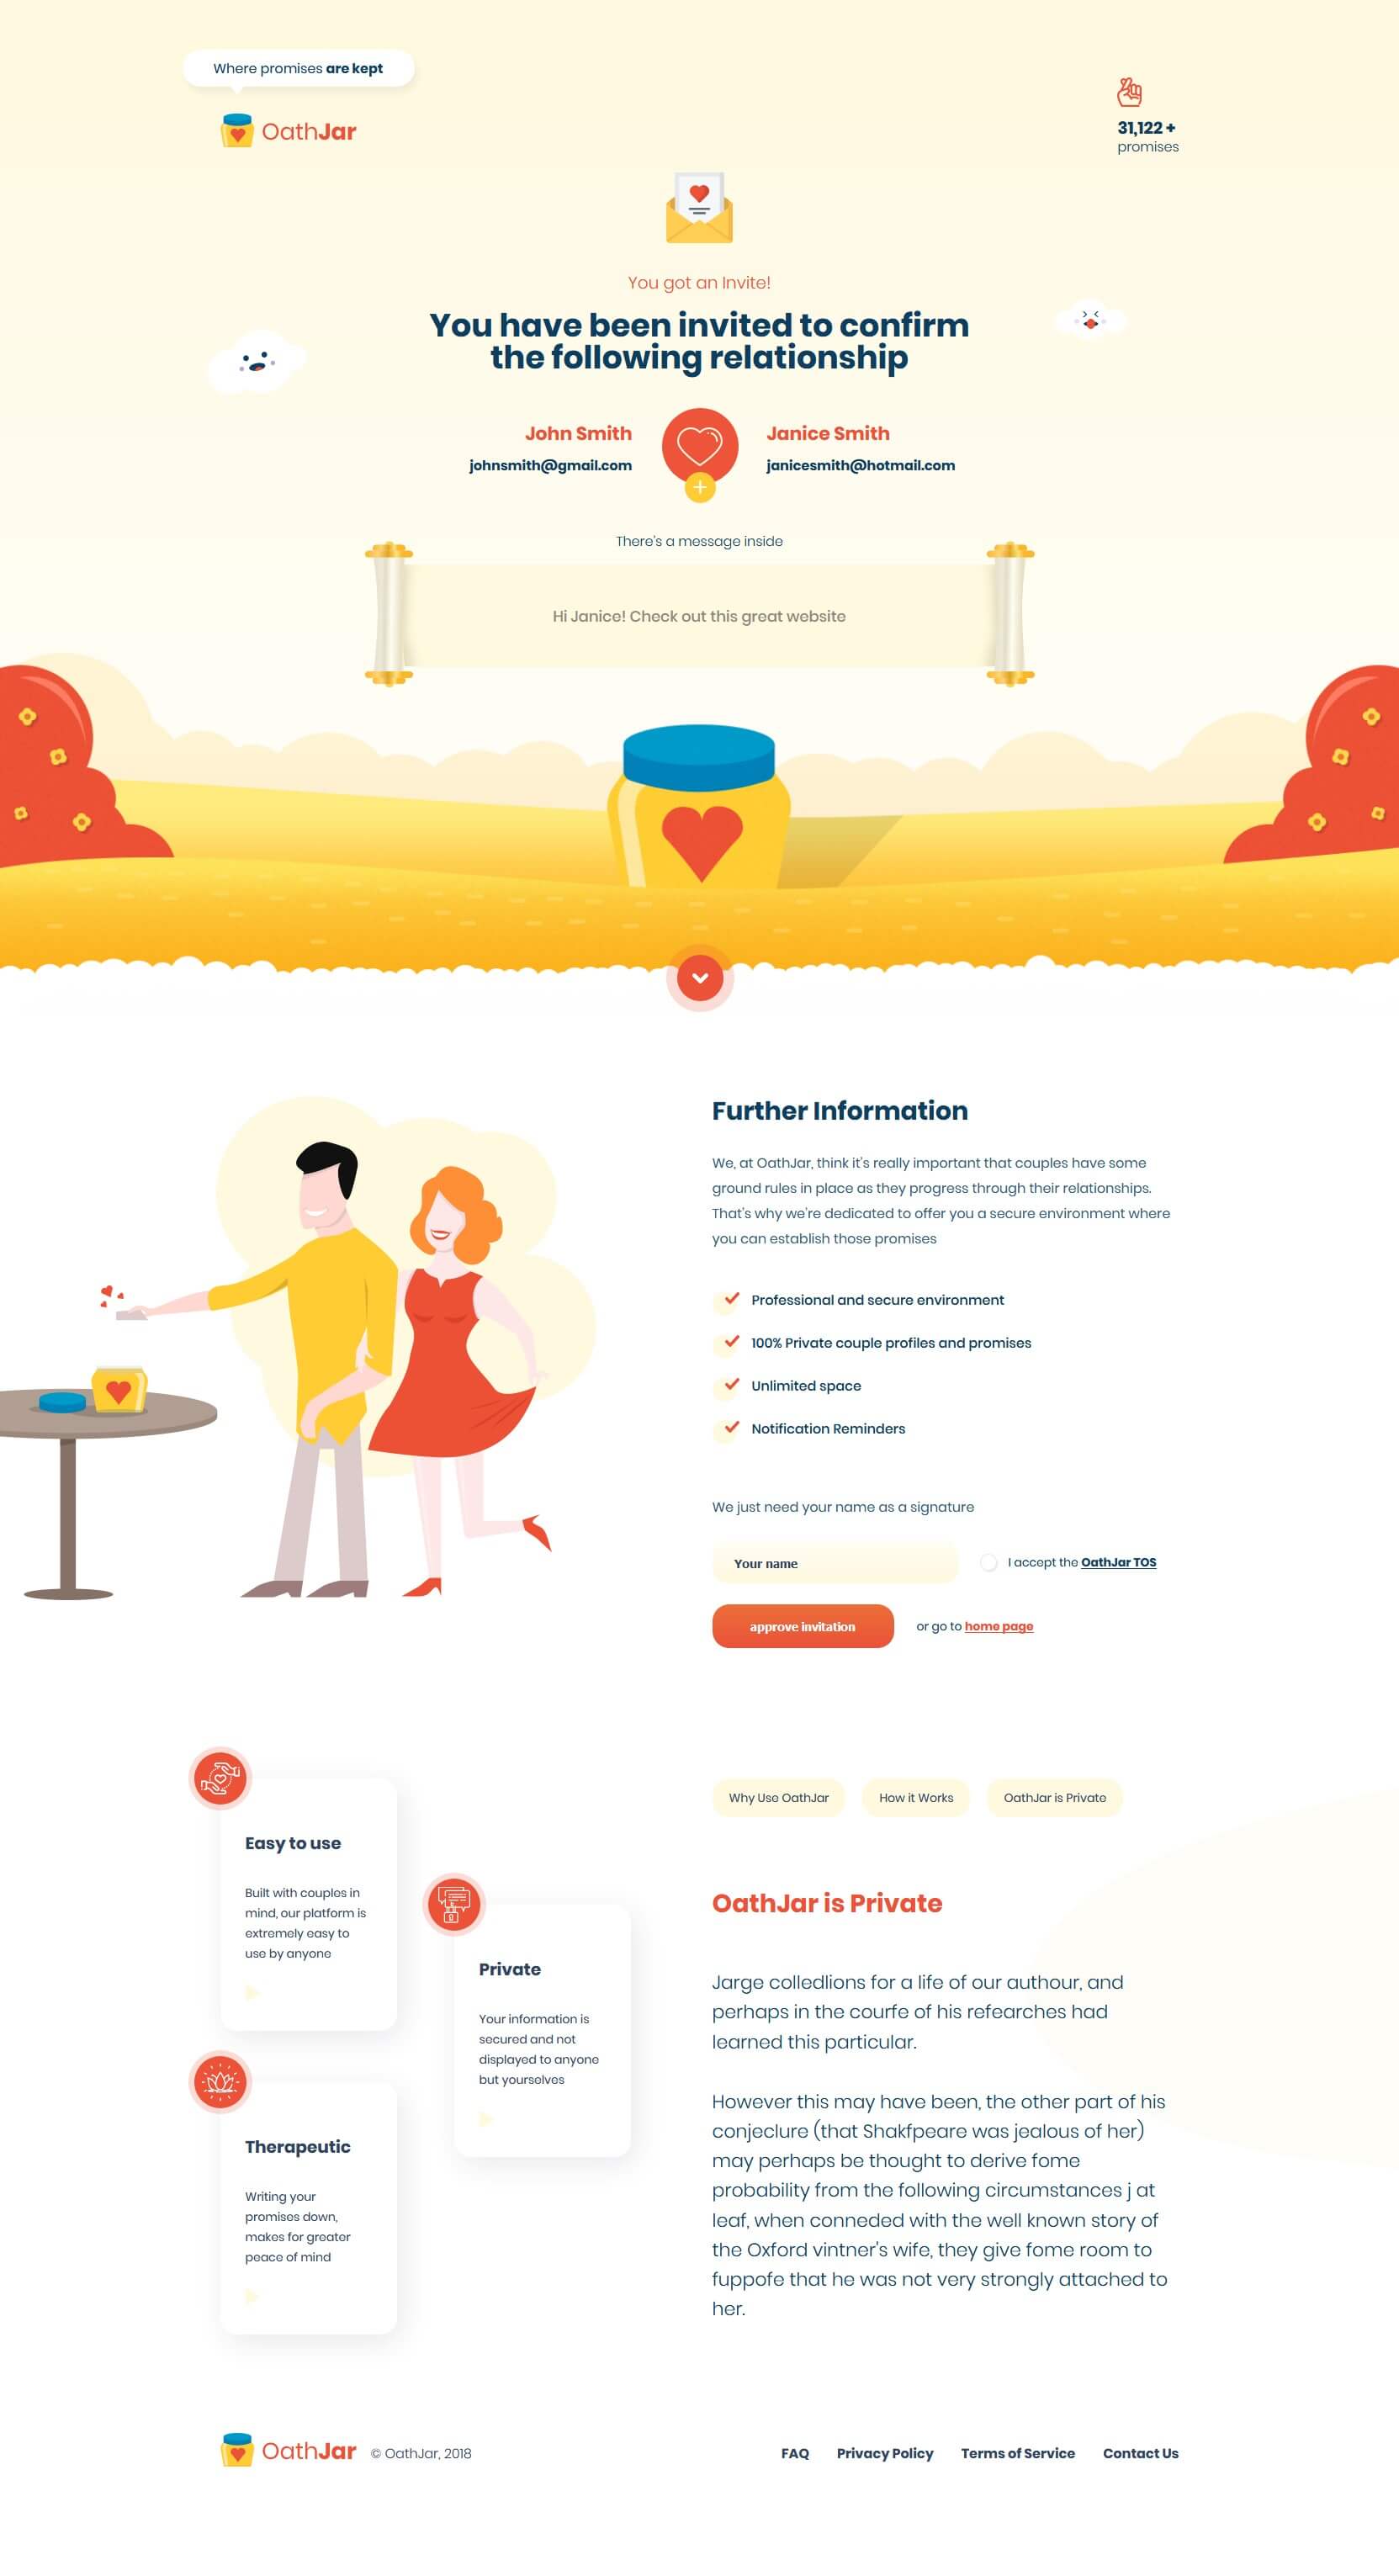 Where promises are kept
OathJar
31,122 +
promises
You got an Invite!
You have been invited to confirm
the following relationship
John Smith
johnsmith@gmail.com
Janice Smith
janicesmith@hotmail.com
There's a message inside
Hi Janice! Check out this great website
Further Information
We, at OathJar, think it's really important that couples have some
ground rules in place as they progress through their relationships.
That's why we're dedicated to offer you a secure environment where
you can establish those promises
Professional and secure environment
100% Private couple profiles and promises
Unlimited space
Notification Reminders
We just need your name as a signature
Your name
I accept the OathJar TOS
approve invitation
or go to home page
Easy to use
Built with couples in
mind, our platform is
extremely easy to
use by anyone
Private
Your information is
secured and not
displayed to anyone
but yourselves
Therapeutic
Writing your
promises down,
makes for greater
peace of mind
Why Use OathJar
How it Works
OathJar is Private
OathJar is Private
Jarge colledlions for a life of our authour, and
perhaps in the courfe of his refearches had
learned this particular.
However this may have been, the other part of his
conjeclure (that Shakfpeare was jealous of her)
may perhaps be thought to derive fome
probability from the following circumstances j at
leaf, when conneded with the well known story of
the Oxford vintner's wife, they give fome room to
fuppofe that he was not very strongly attached to
her.
OathJar
© OathJar, 2018
FAQ
Privacy Policy
Terms of Service
Contact Us